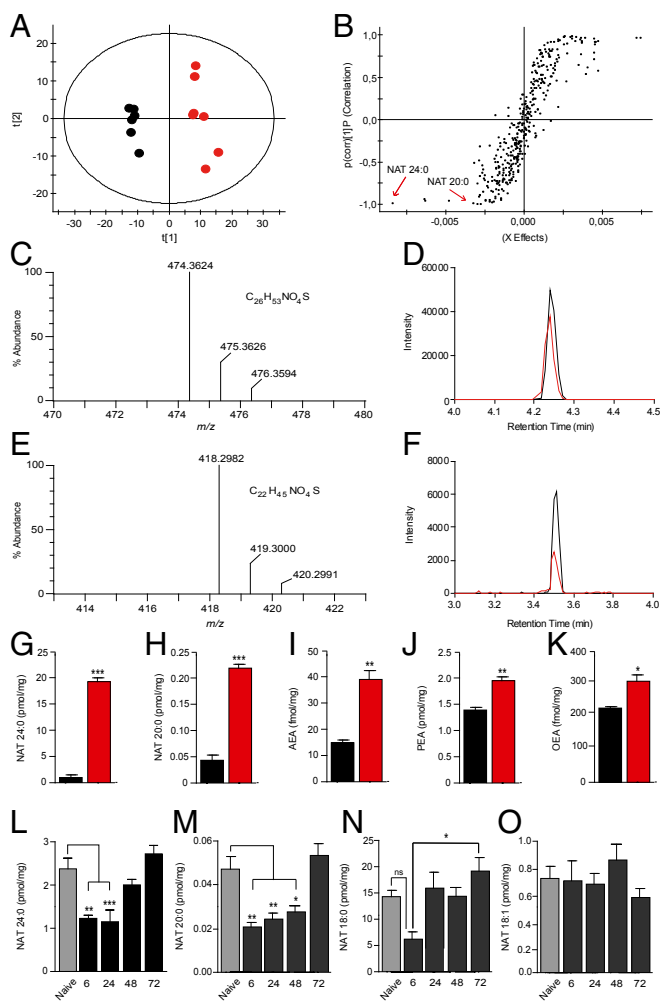 A
20
10
0
-10
-20
t[2]
-30 -20 -10 0 10 20 30
t[1]
B
1,0
0,5
0,0
-0,5
-1,0
p(corr)[1]P (Correlation)
NAT 24:0
NAT 20:0
-0,005 0,000 0,005
(X Effects)
C
100
50
0
% Abundance
474.3624
C26H53NO4S
475.3626
476.3594
470 472 474 476 478 480
m/z
D
60000
40000
20000
0
Intensity
4.0 4.1 4.2 4.3 4.4 4.5
Retention Time (min)
E
100
50
0
% Abundance
418.2982
C22H45NO4S
419.3000
420.2991
414 416 418 420 422
m/z
F
8000
6000
4000
2000
0
Intensity
3.0 3.2 3.4 3.6 3.8 4.0
Retention Time (min)
G
25
20
15
10
5
0
NAT 24:0 (pmol/mg)
***
H
0.25
0.20
0.15
0.10
0.05
0
NAT 20:0 (pmol/mg)
***
I
50
40
30
20
10
0
AEA (fmol/mg)
**
J
2.5
2.0
1.5
1.0
0.5
0
PEA (pmol/mg)
**
K
400
300
200
100
0
OEA (fmol/mg)
*
L
3
2
1
0
NAT 24:0 (pmol/mg)
** ***
Naive 6 24 48 72
M
0.06
0.04
0.02
0.00
NAT 20:0 (pmol/mg)
** ** *
Naive 6 24 48 72
N
25
20
15
10
5
0
NAT 18:0 (pmol/mg)
ns
*
Naive 6 24 48 72
O
1.0
0.8
0.6
0.4
0.2
0.0
NAT 18:1 (pmol/mg)
Naive 6 24 48 72